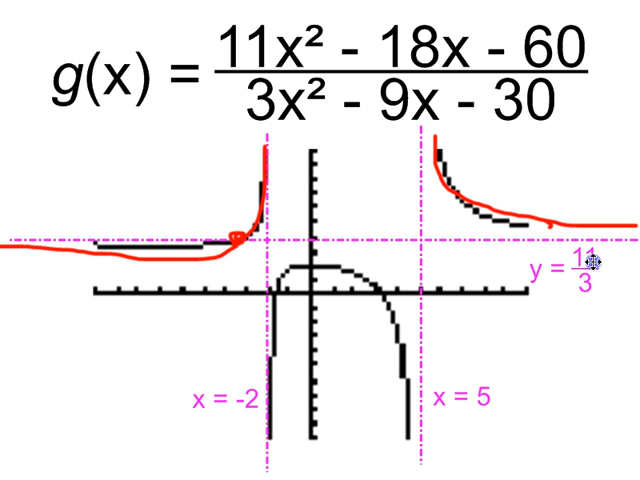 g(x) = 11x² - 18x - 60
3x² - 9x - 30
y = 11
3
x = -2
x = 5